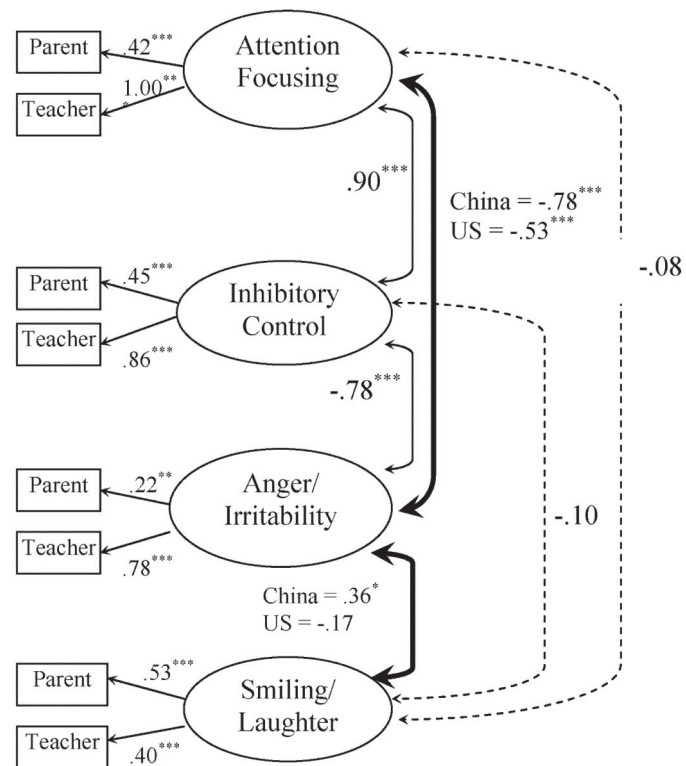 Parent
.42***
Attention
Focusing
Teacher
1.00**
*
.90***
China = -.78***
US = -.53***
-.08
Parent
.45***
Inhibitory
Control
Teacher
.86***
-.78***
Parent
.22**
Anger/
Irritability
Teacher
.78***
-.10
China = .36*
US = -.17
Parent
.53***
Smiling/
Laughter
Teacher
.40***